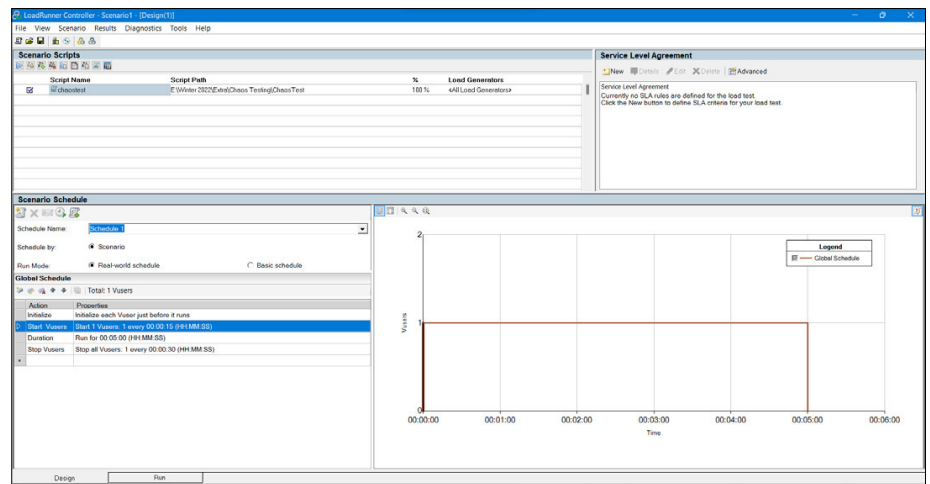 LoadRunner Controller - Scenario1 - [Design(1)]
File View Scenario Results Diagnostics Tools Help
Scenario Scripts
Script Name Script Path % Load Generators
chaostest E:\Winter 2022\Extra\Chaos Testing\ChaosTest 100 % <All Load Generators>
Service Level Agreement
New Details Edit Delete Advanced
Service Level Agreement
Currently no SLA rules are defined for the load test.
Click the New button to define SLA criteria for your load test.
Scenario Schedule
Schedule Name: Schedule 1
Schedule by: Scenario
Run Mode: Real-world schedule Basic schedule
Global Schedule
Total: 1 Vusers
Action Properties
Initialize Initialize each Vuser just before it runs
Start Vusers Start 1 Vusers: 1 every 00:00:15 (HH:MM:SS)
Duration Run for 00:05:00 (HH:MM:SS)
Stop Vusers Stop all Vusers: 1 every 00:00:30 (HH:MM:SS)
Legend
Global Schedule
2
1
0
Vusers
00:00:00 00:01:00 00:02:00 00:03:00 00:04:00 00:05:00 00:06:00
Time
Design Run